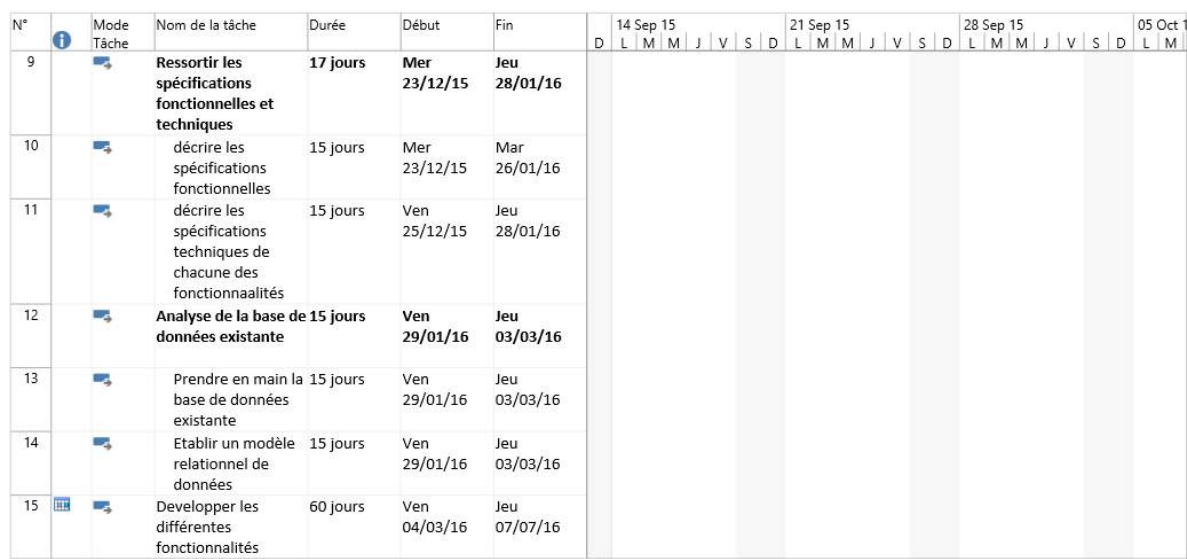 N° Mode Nom de la tâche Durée Début Fin 14 Sep 15 21 Sep 15 28 Sep 15 05 Oct
Tâche D L M M J V S D L M M J V S D L M M J V S D L M
9 Ressortir les 17 jours Mer Jeu
spécifications 23/12/15 28/01/16
fonctionnelles et
techniques
10 décrire les 15 jours Mer Mar
spécifications 23/12/15 26/01/16
fonctionnelles
11 décrire les 15 jours Ven Jeu
spécifications 25/12/15 28/01/16
techniques de
chacune des
fonctionnaalités
12 Analyse de la base de 15 jours Ven Jeu
données existante 29/01/16 03/03/16
13 Prendre en main la 15 jours Ven Jeu
base de données 29/01/16 03/03/16
existante
14 Etablir un modèle 15 jours Ven Jeu
relationnel de 29/01/16 03/03/16
données
15 Developper les 60 jours Ven Jeu
différentes 04/03/16 07/07/16
fonctionnalités